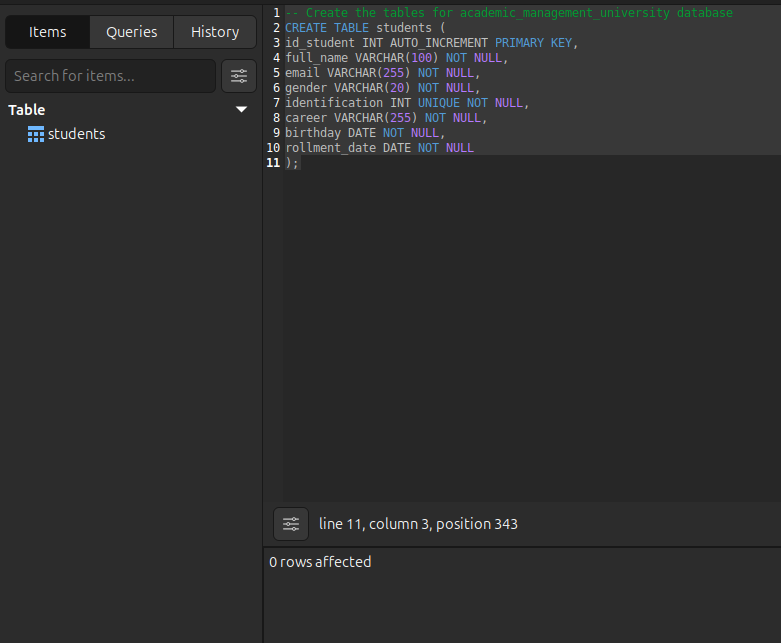 Items Queries History
Search for items...
Table
students
1 -- Create the tables for academic_management_university database
2 CREATE TABLE students (
3 id_student INT AUTO_INCREMENT PRIMARY KEY,
4 full_name VARCHAR(100) NOT NULL,
5 email VARCHAR(255) NOT NULL,
6 gender VARCHAR(20) NOT NULL,
7 identification INT UNIQUE NOT NULL,
8 career VARCHAR(255) NOT NULL,
9 birthday DATE NOT NULL,
10 rollment_date DATE NOT NULL
11 );
line 11, column 3, position 343
0 rows affected